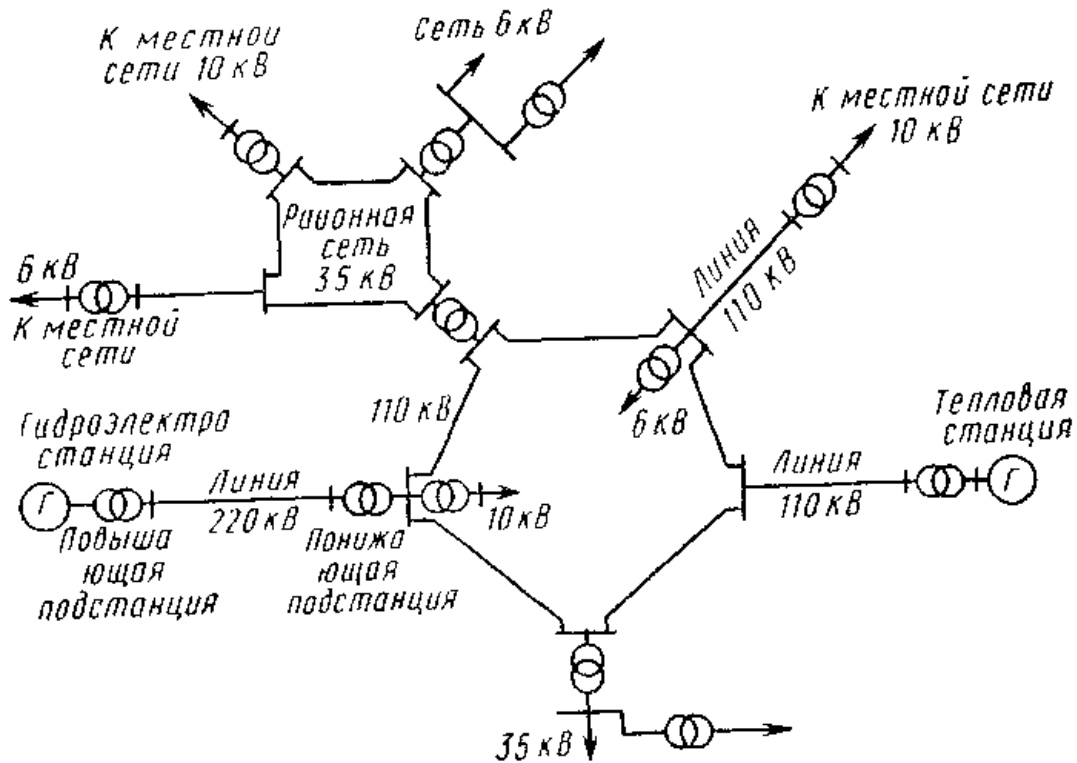 К местной
сети 10 кВ
Сеть 6 кВ
К местной сети
10 кВ
Районная
сеть
35 кВ
Линия
110 кВ
6 кВ
К местной
сети
110 кВ
6 кВ
Тепловая
станция
Гидроэлектро
станция
Г
Линия
220 кВ
10 кВ
Линия
110 кВ
Г
Повыша
ющая
подстанция
Понижа
ющая
подстанция
35 кВ